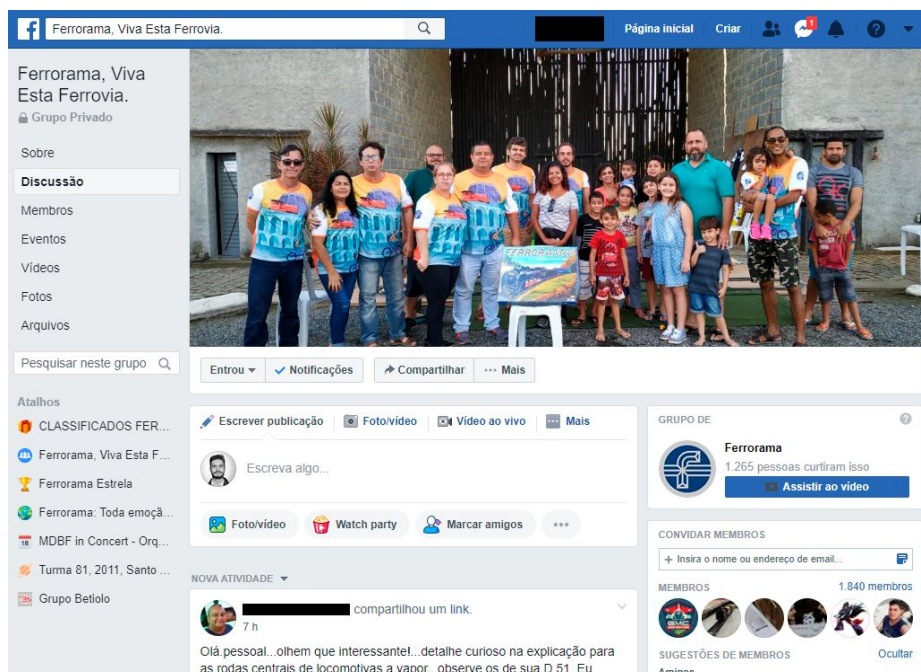 Ferrorama, Viva Esta Ferrovia.
Página inicial
Criar
1
Ferrorama, Viva
Esta Ferrovia.
Grupo Privado
Sobre
Discussão
Membros
Eventos
Vídeos
Fotos
Arquivos
Pesquisar neste grupo
Atalhos
CLASSIFICADOS FER...
Ferrorama, Viva Esta F...
Ferrorama Estrela
Ferrorama: Toda emoçã...
18 MDBF in Concert - Orq...
Turma 81, 2011, Santo ...
Grupo Betiolo
FERRORAMA
Entrou
Notificações
Compartilhar
Mais
Escrever publicação
Foto/vídeo
Vídeo ao vivo
Mais
Escreva algo...
Foto/vídeo
Watch party
Marcar amigos
NOVA ATIVIDADE
compartilhou um link.
7 h
Olá,pessoal...olhem que interessante!...detalhe curioso na explicação para
as rodas centrais de locomotivas a vapor...observe os de sua D 51. Eu
GRUPO DE
Ferrorama
1.265 pessoas curtiram isso
Assistir ao vídeo
CONVIDAR MEMBROS
+ Insira o nome ou endereço de email...
MEMBROS
1.840 membros
SUGESTÕES DE MEMBROS
Ocultar
Amigos